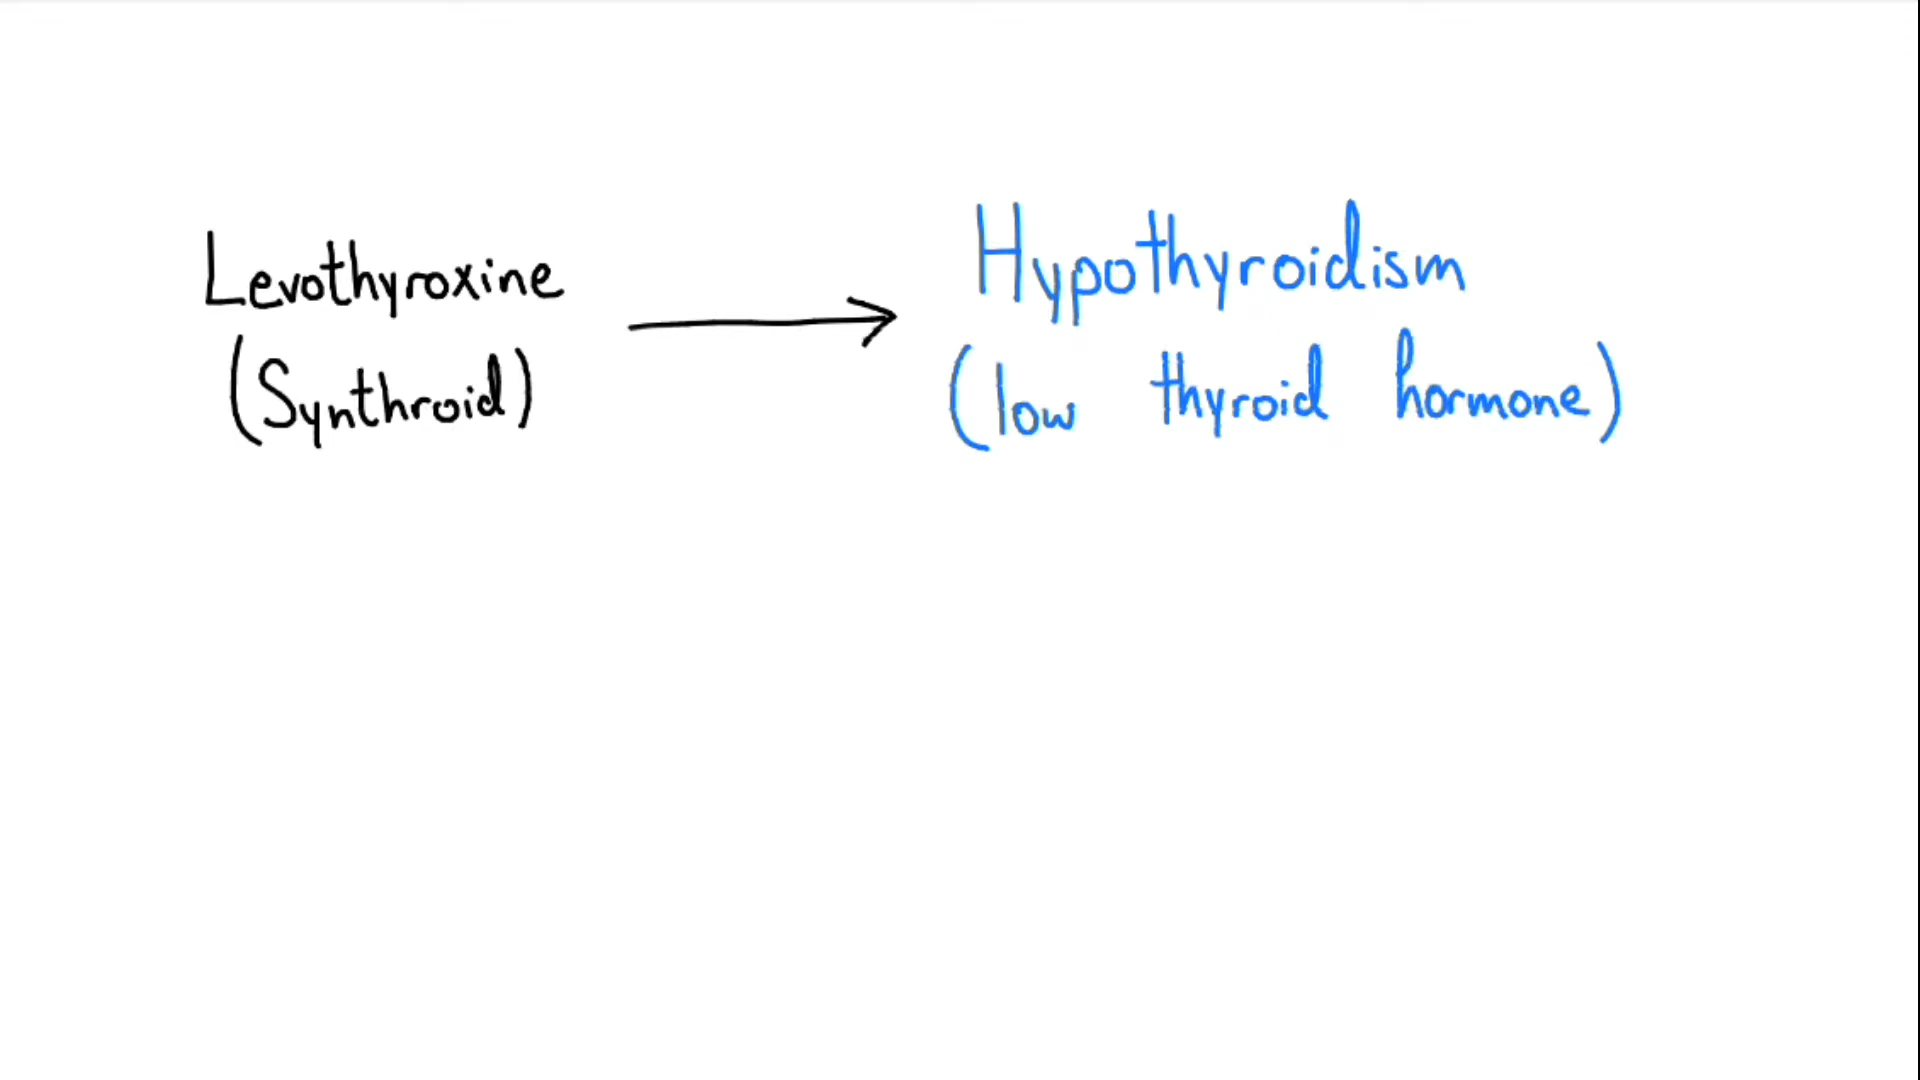 Levothyroxine
(Synthroid)
Hypothyroidism
(low thyroid hormone)